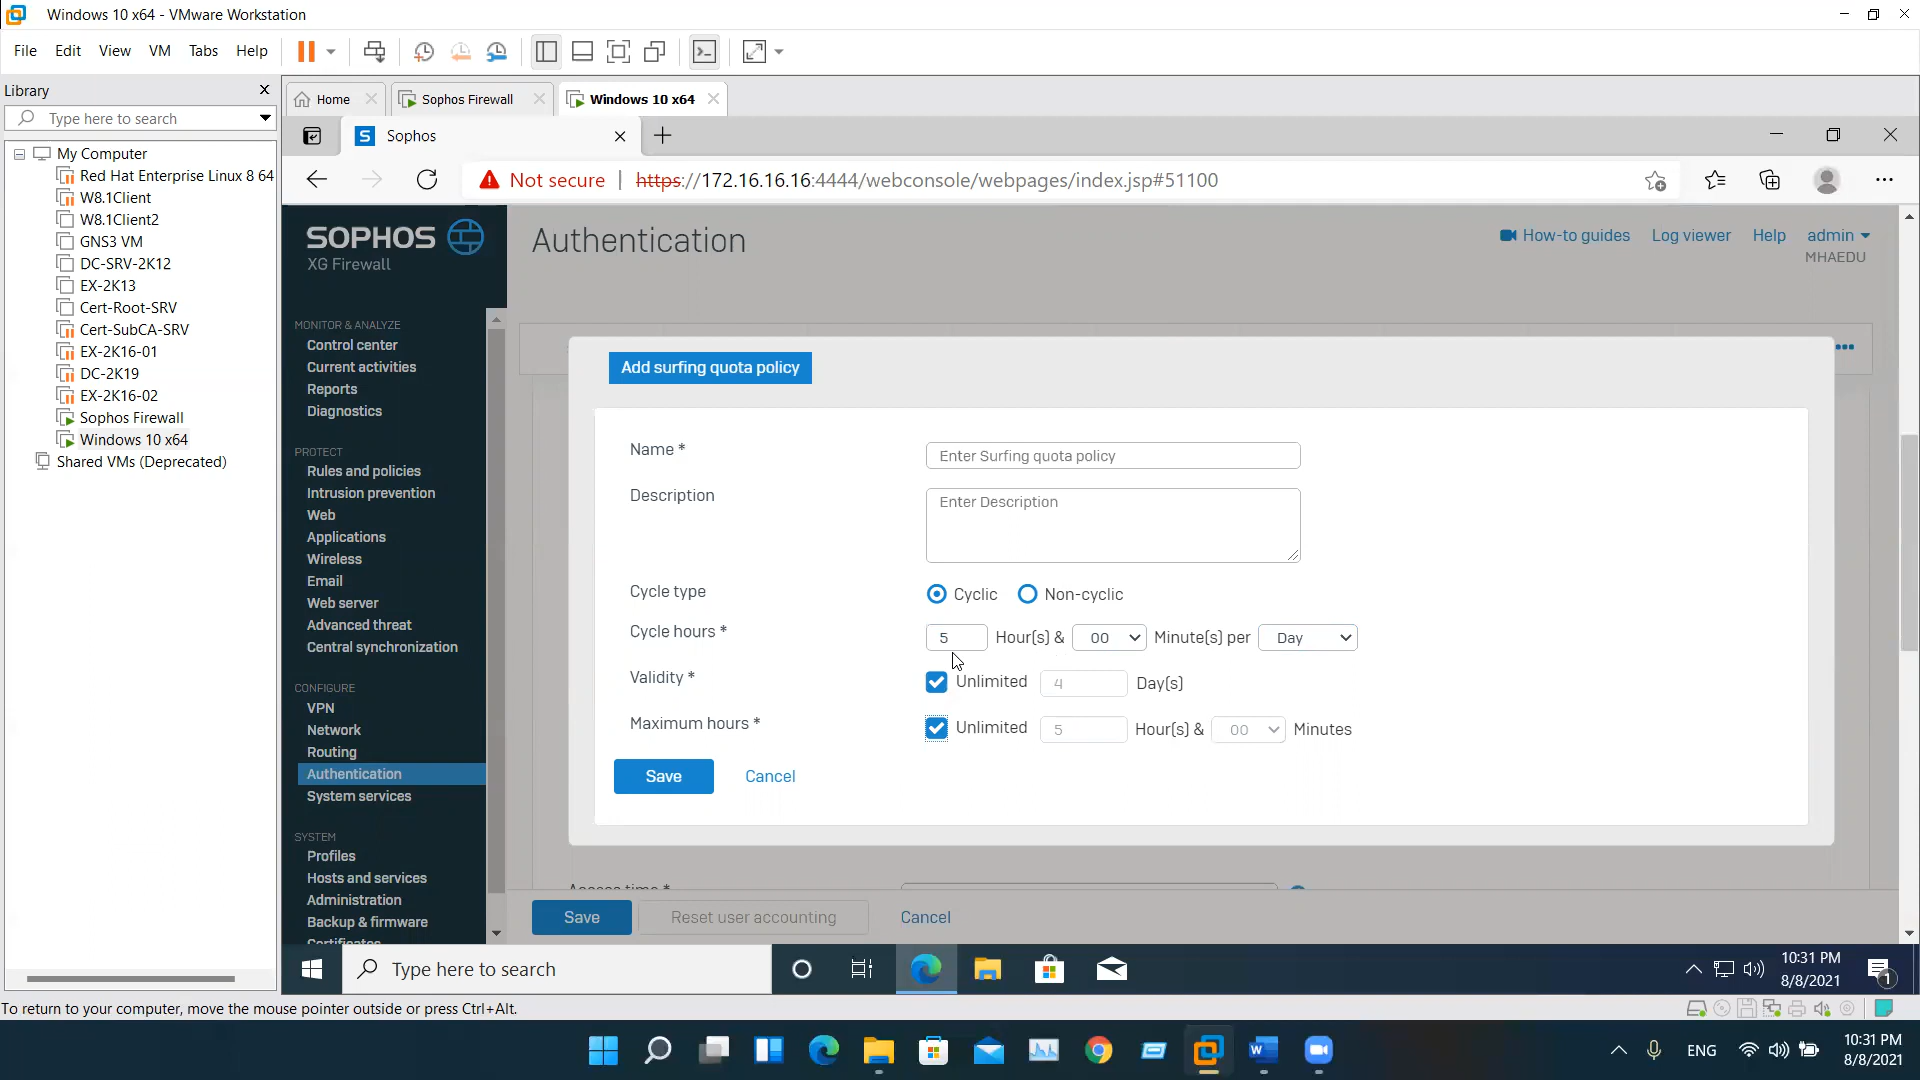 Windows 10 x64 - VMware Workstation
File Edit View VM Tabs Help
Library
Type here to search
My Computer
Red Hat Enterprise Linux 8 64
W8.1Client
W8.1Client2
GNS3 VM
DC-SRV-2K12
EX-2K13
Cert-Root-SRV
Cert-SubCA-SRV
EX-2K16-01
DC-2K19
EX-2K16-02
Sophos Firewall
Windows 10 x64
Shared VMs (Deprecated)
Home Sophos Firewall Windows 10 x64
S Sophos
Not secure | https://172.16.16.16:4444/webconsole/webpages/index.jsp#51100
SOPHOS
XG Firewall
MONITOR & ANALYZE
Control center
Current activities
Reports
Diagnostics
PROTECT
Rules and policies
Intrusion prevention
Web
Applications
Wireless
Email
Web server
Advanced threat
Central synchronization
CONFIGURE
VPN
Network
Routing
Authentication
System services
SYSTEM
Profiles
Hosts and services
Administration
Backup & firmware
Certificates
Authentication
How-to guides Log viewer Help admin
MHAEDU
Add surfing quota policy
Name * Enter Surfing quota policy
Description Enter Description
Cycle type Cyclic Non-cyclic
Cycle hours * 5 Hour(s) & 00 Minute(s) per Day
Validity * Unlimited 4 Day(s)
Maximum hours * Unlimited 5 Hour(s) & 00 Minutes
Save Cancel
Access time *
Save Reset user accounting Cancel
Type here to search
10:31 PM
8/8/2021
1
To return to your computer, move the mouse pointer outside or press Ctrl+Alt.
ENG
10:31 PM
8/8/2021